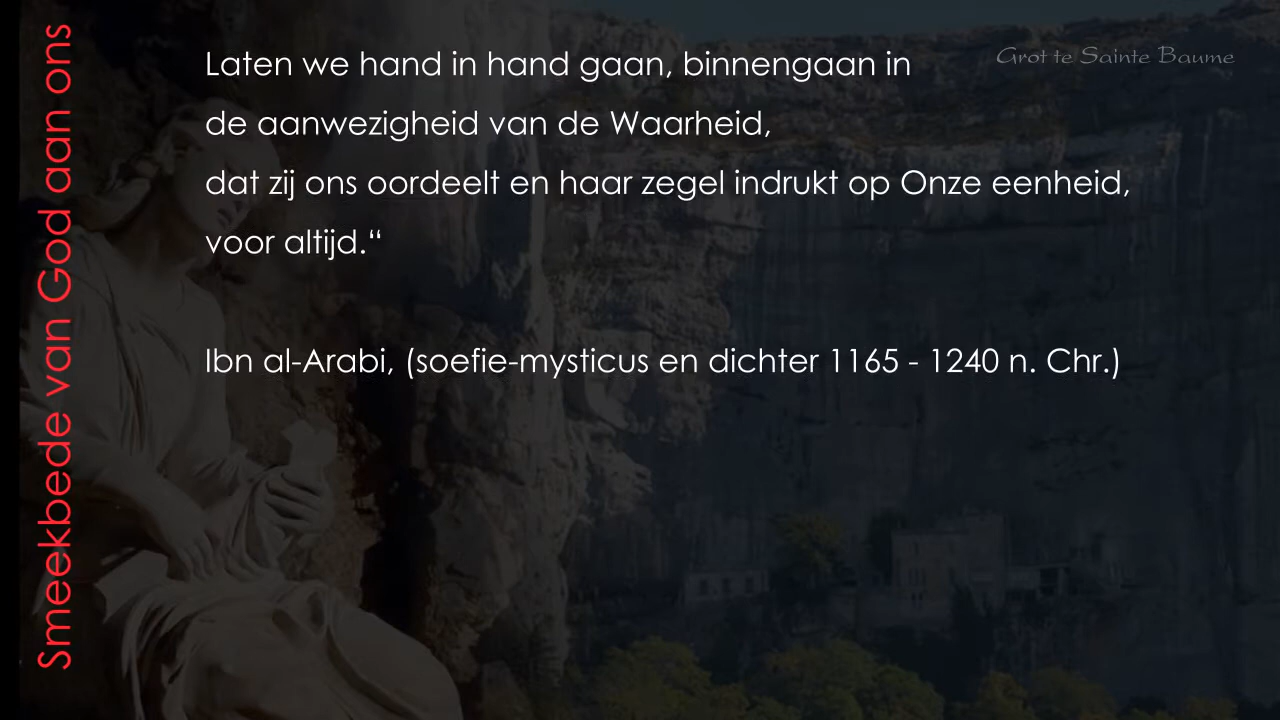 Smeekbede van God aan ons
Grot te Sainte Baume
Laten we hand in hand gaan, binnengaan in
de aanwezigheid van de Waarheid,
dat zij ons oordeelt en haar zegel indrukt op Onze eenheid,
voor altijd.“
Ibn al-Arabi, (soefie-mysticus en dichter 1165 - 1240 n. Chr.)